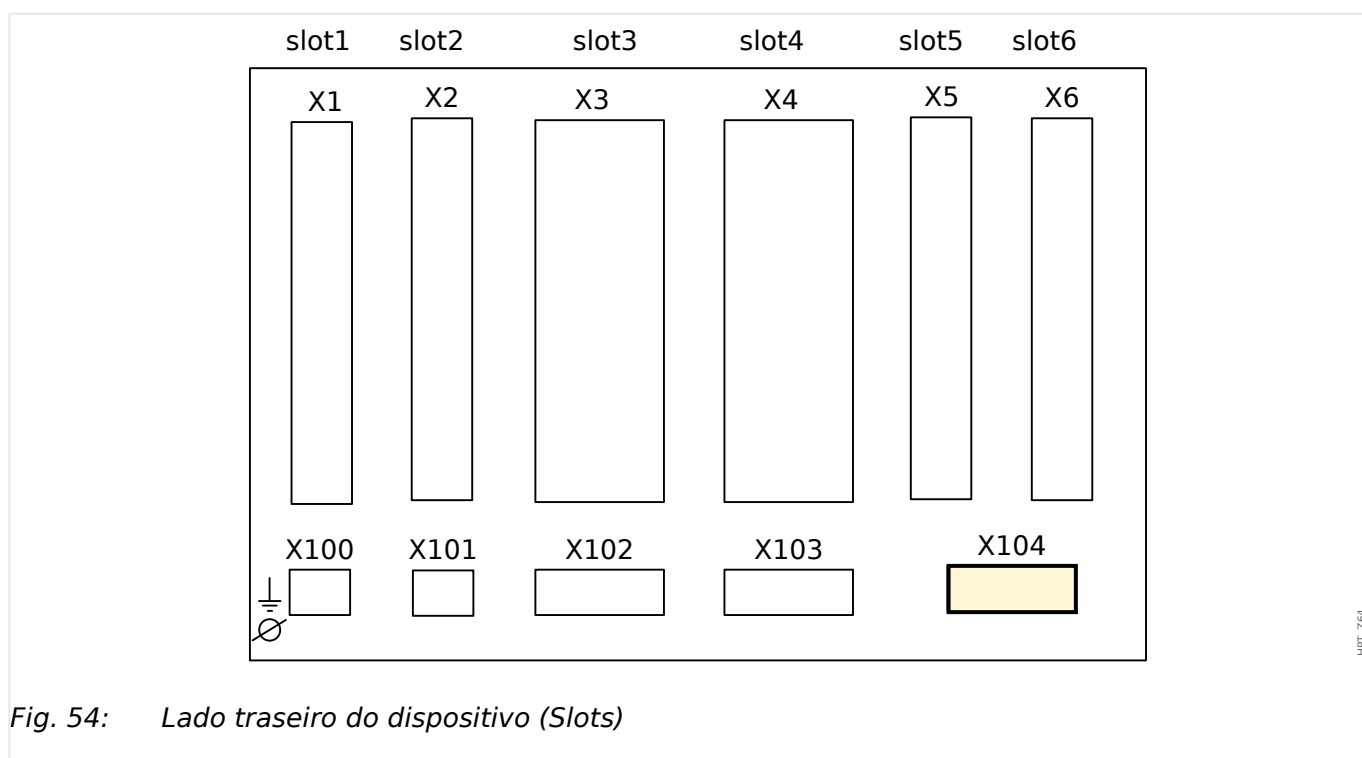 slot1 slot2 slot3 slot4 slot5 slot6
X1 X2 X3 X4 X5 X6
X100 X101 X102 X103 X104
Fig. 54: Lado traseiro do dispositivo (Slots)